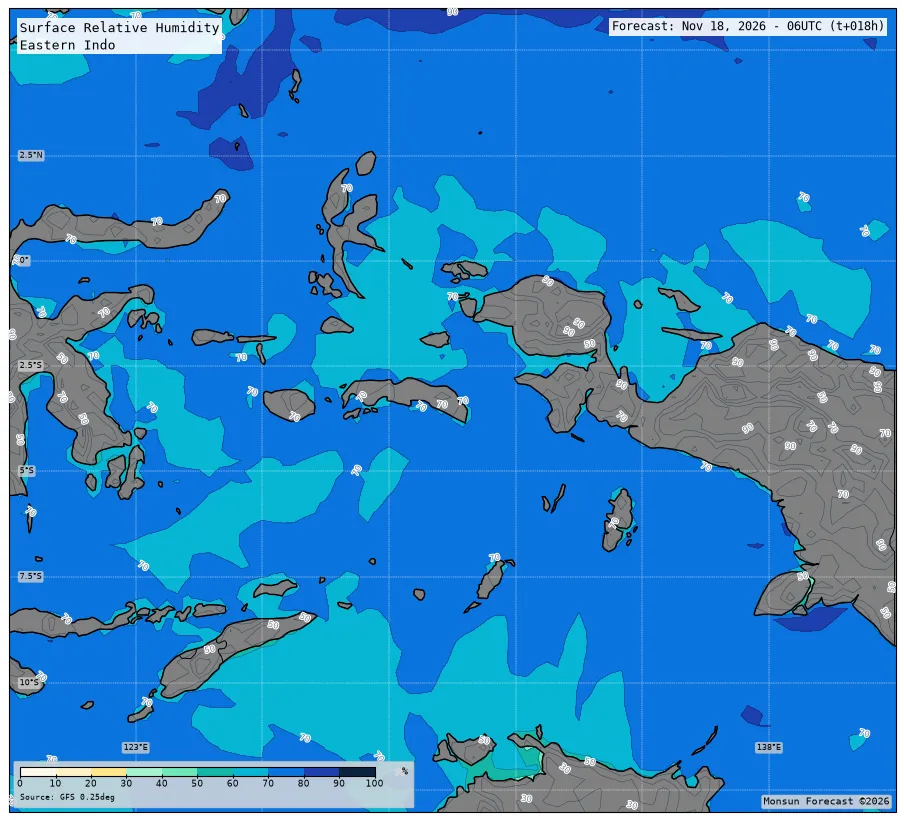 Surface Relative Humidity
Eastern Indo
Forecast: Nov 18, 2026 - 06UTC (t+018h)
2.5°N
0°
2.5°S
5°S
7.5°S
10°S
123°E
138°E
0 10 20 30 40 50 60 70 80 90 100 %
Source: GFS 0.25deg
Monsun Forecast ©2026